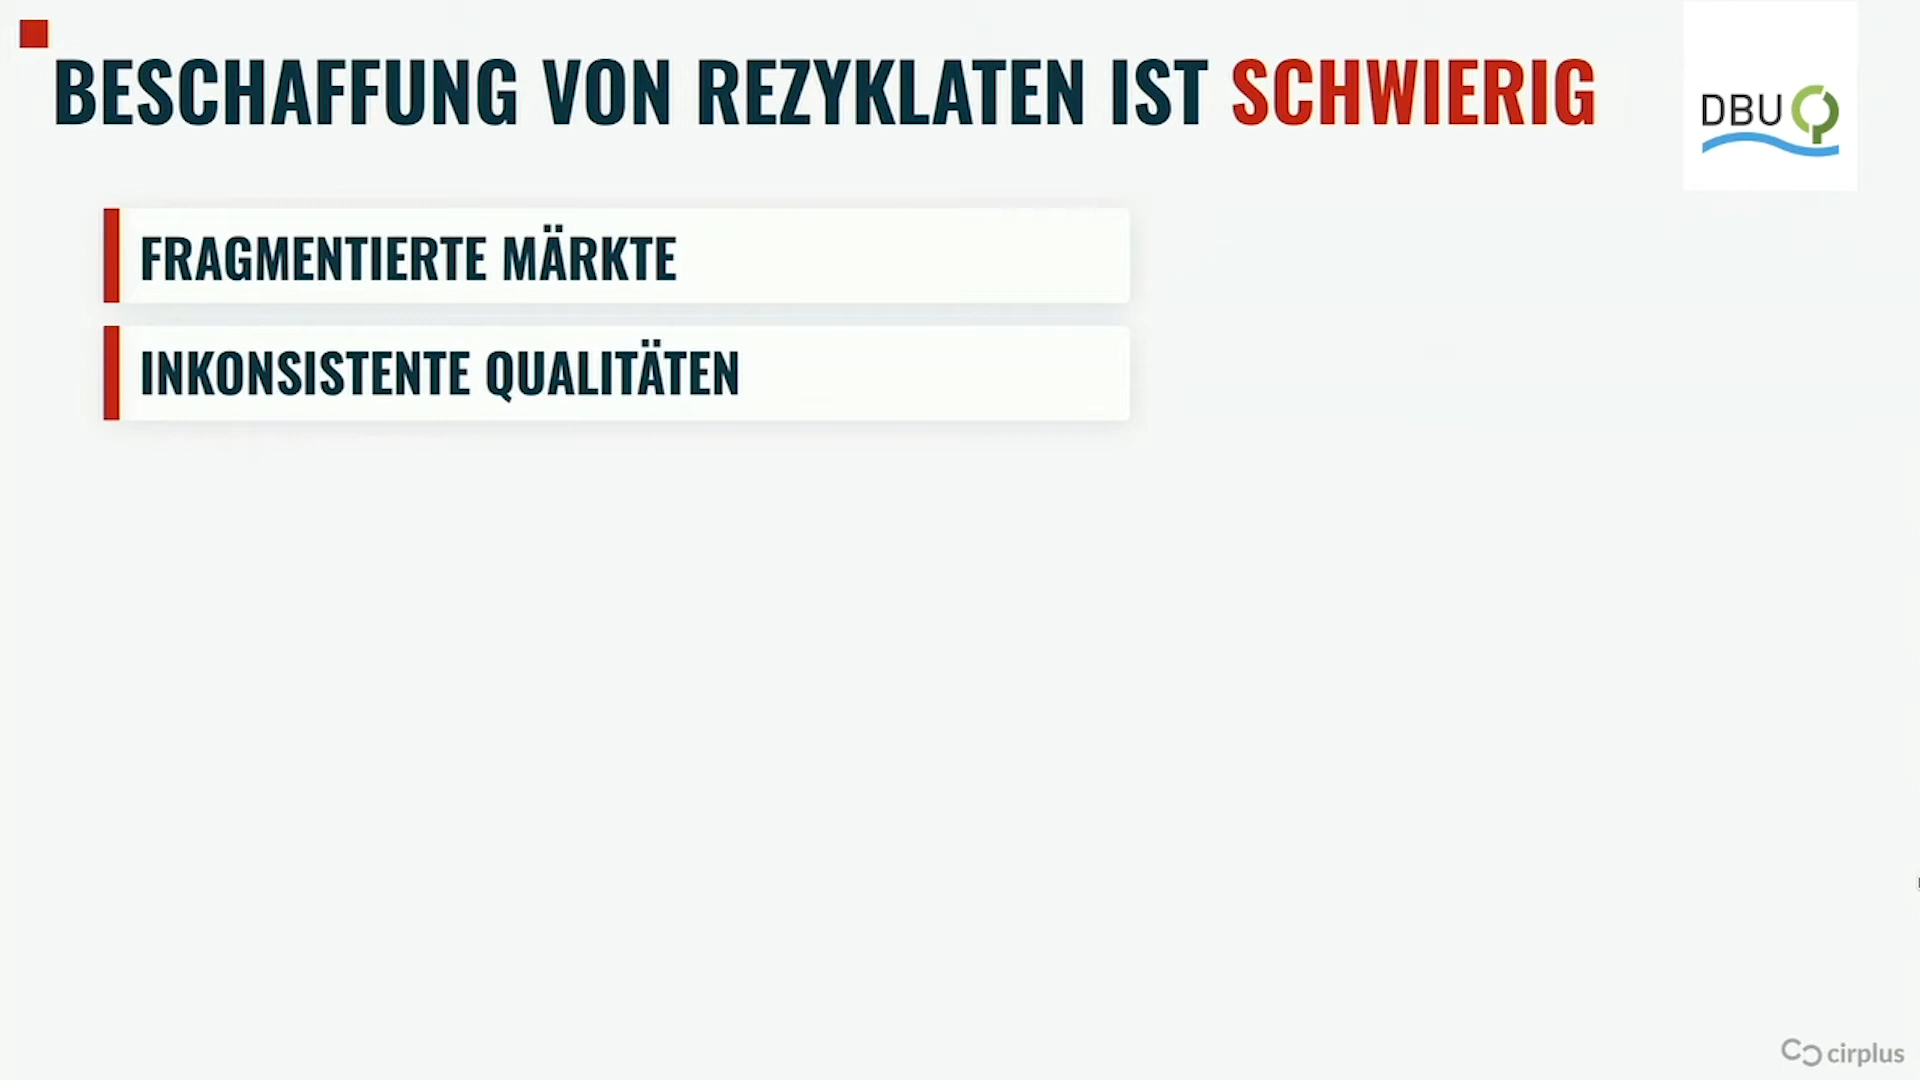 BESCHAFFUNG VON REZYKLATEN IST SCHWIERIG
DBU
FRAGMENTIERTE MÄRKTE
INKONSISTENTE QUALITÄTEN
cirplus